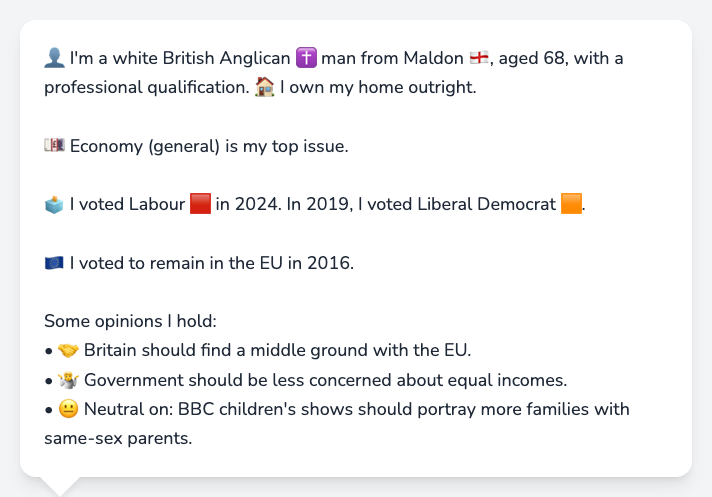 👤 I'm a white British Anglican ✝️ man from Maldon 🏴󠁧󠁢󠁥󠁮󠁧󠁿, aged 68, with a
professional qualification. 🏠 I own my home outright.
💷 Economy (general) is my top issue.
🗳️ I voted Labour 🟥 in 2024. In 2019, I voted Liberal Democrat 🟧.
🇪🇺 I voted to remain in the EU in 2016.
Some opinions I hold:
• 🤝 Britain should find a middle ground with the EU.
• 🤷 Government should be less concerned about equal incomes.
• 😐 Neutral on: BBC children's shows should portray more families with
same-sex parents.